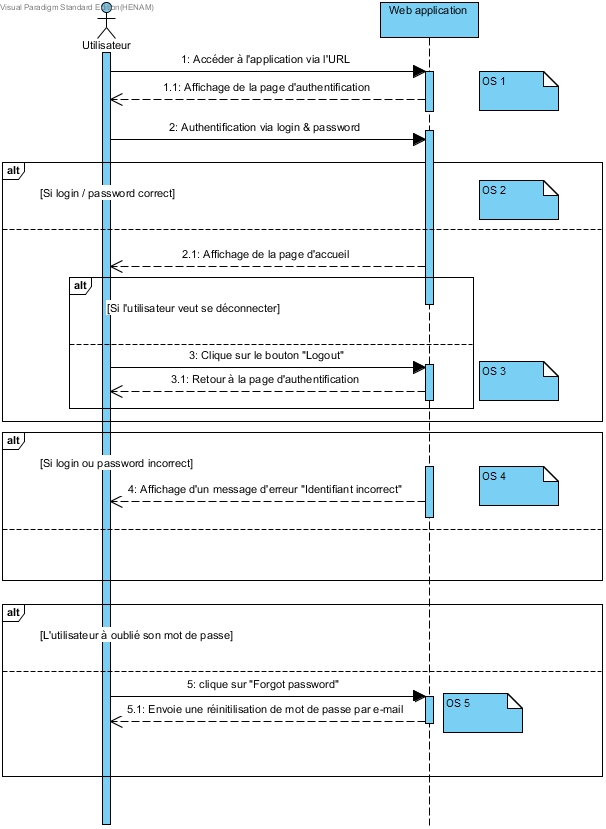 Visual Paradigm Standard Edition(HENAM)
Web application
Utilisateur
1: Accéder à l'application via l'URL
OS 1
1.1: Affichage de la page d'authentification
2: Authentification via login & password
alt
[Si login / password correct]
OS 2
2.1: Affichage de la page d'accueil
alt
[Si l'utilisateur veut se déconnecter]
3: Clique sur le bouton "Logout"
OS 3
3.1: Retour à la page d'authentification
alt
[Si login ou password incorrect]
OS 4
4: Affichage d'un message d'erreur "Identifiant incorrect"
alt
[L'utilisateur à oublié son mot de passe]
5: clique sur "Forgot password"
OS 5
5.1: Envoie une réinitilisation de mot de passe par e-mail